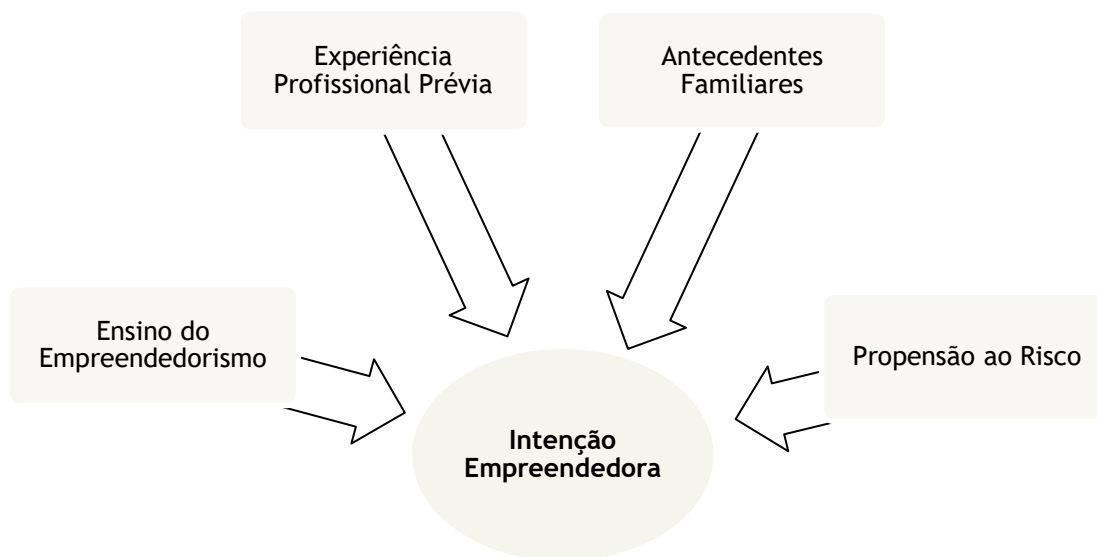 Experiência
Profissional Prévia
Antecedentes
Familiares
Ensino do
Empreendedorismo
Propensão ao Risco
Intenção
Empreendedora